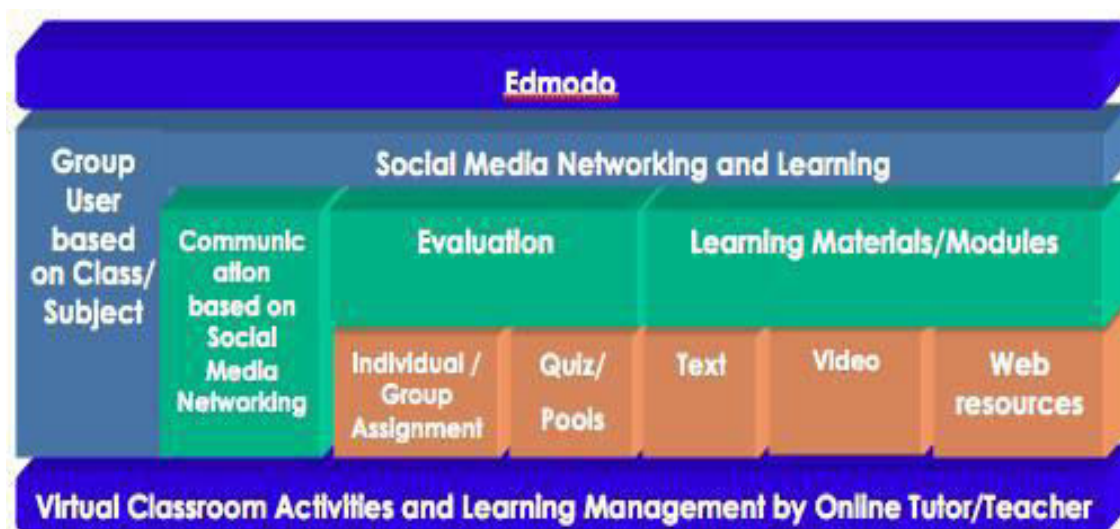 Edmodo
Group
User
based
on Class/
Subject
Social Media Networking and Learning
Communic
ation
based on
Social
Media
Networking
Evaluation
Learning Materials/Modules
Individual /
Group
Assignment
Quiz/
Pools
Text
Video
Web
resources
Virtual Classroom Activities and Learning Management by Online Tutor/Teacher